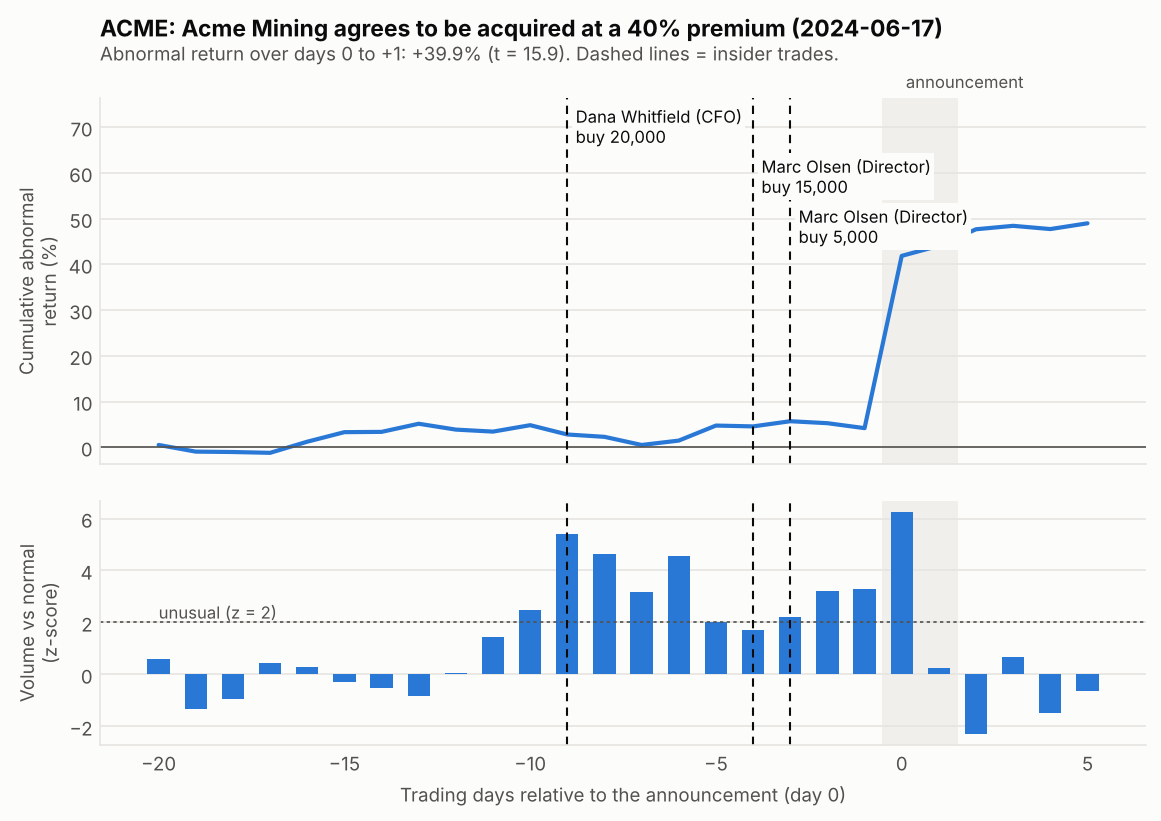 ACME: Acme Mining agrees to be acquired at a 40% premium (2024-06-17)
Abnormal return over days 0 to +1: +39.9% (t = 15.9). Dashed lines = insider trades.
announcement
Cumulative abnormal
return (%)
70
60
50
40
30
20
10
0
Dana Whitfield (CFO)
buy 20,000
Marc Olsen (Director)
buy 15,000
Marc Olsen (Director)
buy 5,000
Volume vs normal
(z-score)
6
4
2
0
−2
unusual (z = 2)
−20
−15
−10
−5
0
5
Trading days relative to the announcement (day 0)